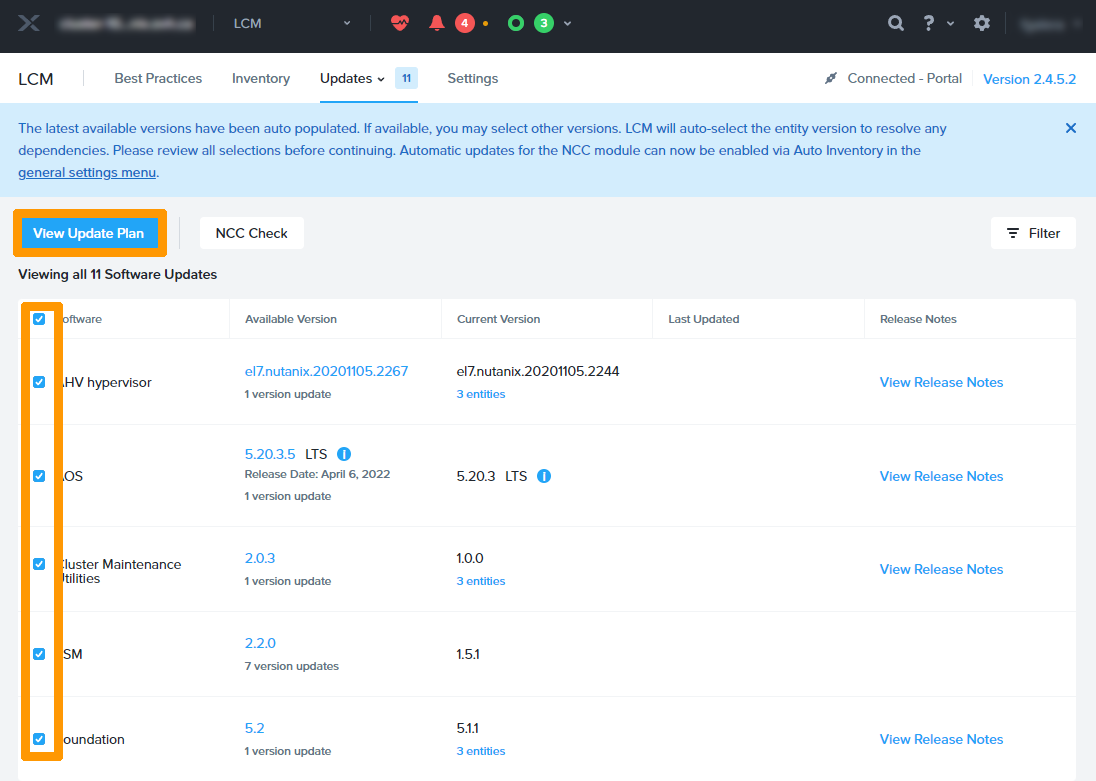 LCM
4
3
?
LCM
Best Practices
Inventory
Updates
11
Settings
Connected - Portal
Version 2.4.5.2
The latest available versions have been auto populated. If available, you may select other versions. LCM will auto-select the entity version to resolve any
dependencies. Please review all selections before continuing. Automatic updates for the NCC module can now be enabled via Auto Inventory in the
general settings menu.
View Update Plan
NCC Check
Filter
Viewing all 11 Software Updates
oftware
Available Version
Current Version
Last Updated
Release Notes
AHV hypervisor
el7.nutanix.20201105.2267
1 version update
el7.nutanix.20201105.2244
3 entities
View Release Notes
AOS
5.20.3.5 LTS
Release Date: April 6, 2022
1 version update
5.20.3 LTS
View Release Notes
Cluster Maintenance
Utilities
2.0.3
1 version update
1.0.0
3 entities
View Release Notes
SM
2.2.0
7 version updates
1.5.1
oundation
5.2
1 version update
5.1.1
3 entities
View Release Notes